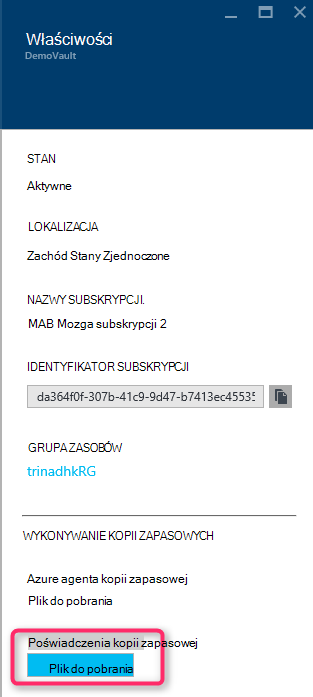 Właściwości
DemoVault
STAN
Aktywne
LOKALIZACJA
Zachód Stany Zjednoczone
NAZWY SUBSKRYPCJI.
MAB Mozga subskrypcji 2
IDENTYFIKATOR SUBSKRYPCJI
da364f0f-307b-41c9-9d47-b7413ec45535
GRUPA ZASOBÓW
trinadhkRG
WYKONYWANIE KOPII ZAPASOWYCH
Azure agenta kopii zapasowej
Plik do pobrania
Poświadczenia kopii zapasowej
Plik do pobrania